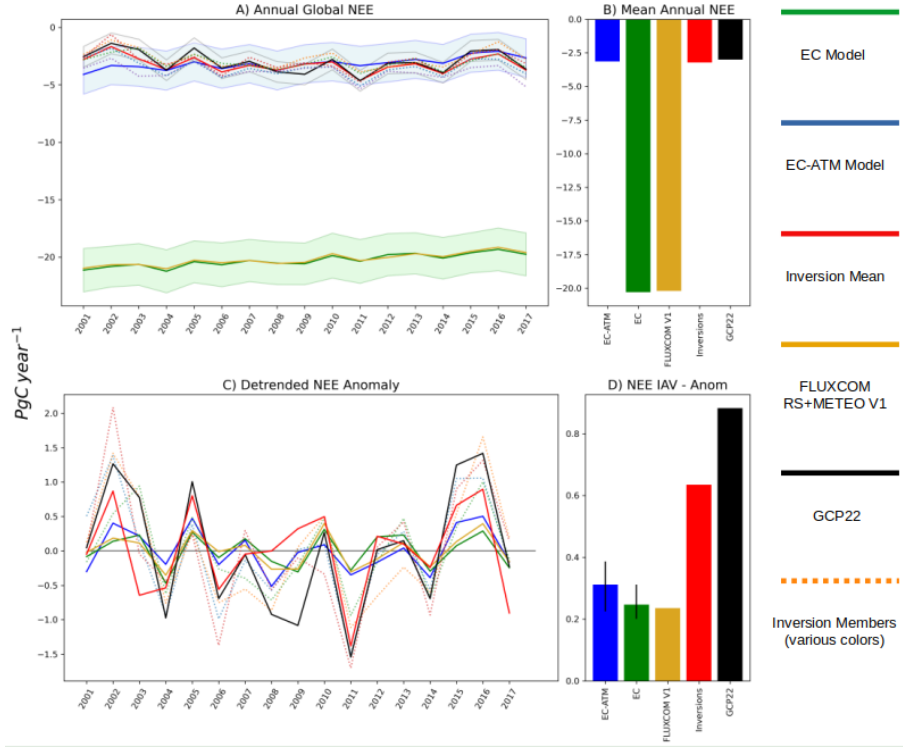 A) Annual Global NEE
0
−5
−10
−15
−20
2001
2002
2003
2004
2005
2006
2007
2008
2009
2010
2011
2012
2013
2014
2015
2016
2017
B) Mean Annual NEE
0.0
−2.5
−5.0
−7.5
−10.0
−12.5
−15.0
−17.5
−20.0
EC-ATM
EC
FLUXCOM V1
Inversions
GCP22
PgC year⁻¹
C) Detrended NEE Anomaly
2.0
1.5
1.0
0.5
0.0
−0.5
−1.0
−1.5
2001
2002
2003
2004
2005
2006
2007
2008
2009
2010
2011
2012
2013
2014
2015
2016
2017
D) NEE IAV - Anom
0.8
0.6
0.4
0.2
0.0
EC-ATM
EC
FLUXCOM V1
Inversions
GCP22
EC Model
EC-ATM Model
Inversion Mean
FLUXCOM
RS+METEO V1
GCP22
Inversion Members
(various colors)